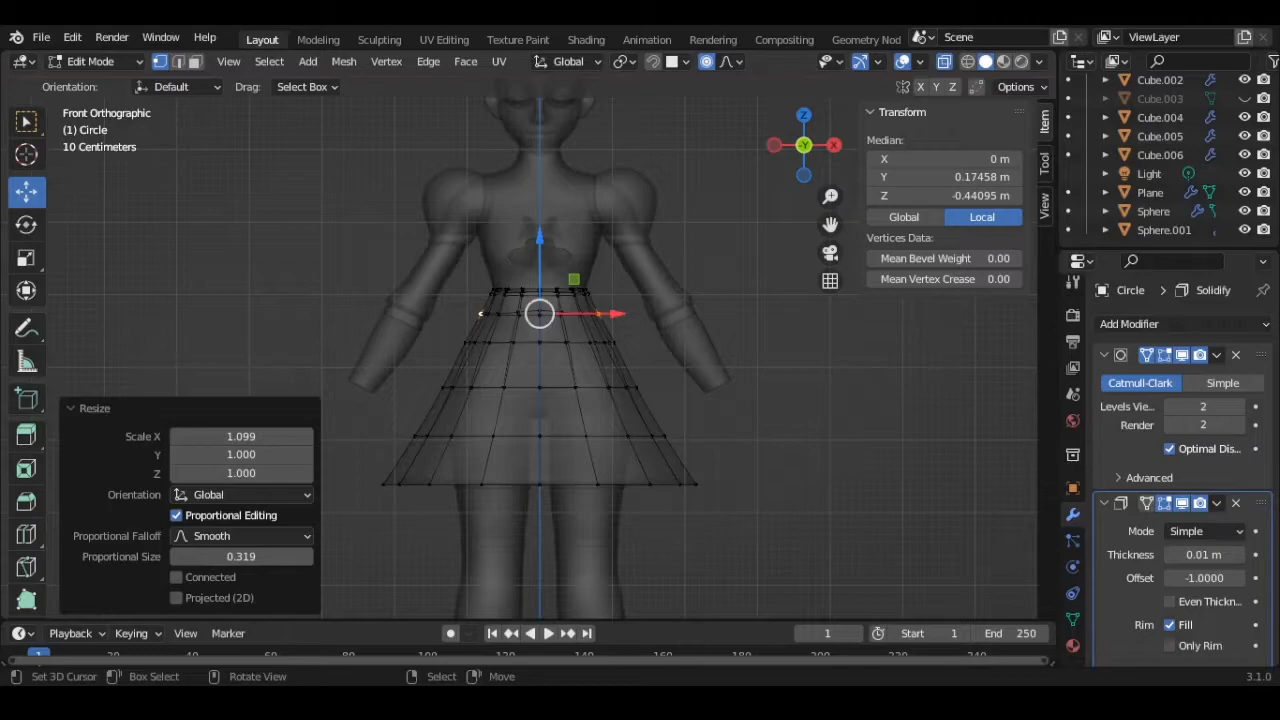 File Edit Render Window Help Layout Modeling Sculpting UV Editing Texture Paint Shading Animation Rendering Compositing Geometry Nod Scene ViewLayer
Edit Mode View Select Add Mesh Vertex Edge Face UV Global
Orientation: Default Drag: Select Box X Y Z Options
Front Orthographic
(1) Circle
10 Centimeters
Z
X
-Y
Transform
Median:
X 0 m
Y 0.17458 m
Z -0.44095 m
Global Local
Vertices Data:
Mean Bevel Weight 0.00
Mean Vertex Crease 0.00
Item
Tool
View
Cube.002
Cube.003
Cube.004
Cube.005
Cube.006
Light
Plane
Sphere
Sphere.001
Circle Solidify
Add Modifier
Catmull-Clark Simple
Levels Vie... 2
Render 2
Optimal Dis...
Advanced
Mode Simple
Thickness 0.01 m
Offset -1.0000
Even Thickn...
Rim Fill
Only Rim
Resize
Scale X 1.099
Y 1.000
Z 1.000
Orientation Global
Proportional Editing
Proportional Falloff Smooth
Proportional Size 0.319
Connected
Projected (2D)
Playback Keying View Marker 1 Start 1 End 250
Set 3D Cursor Box Select Rotate View Select Move 3.1.0